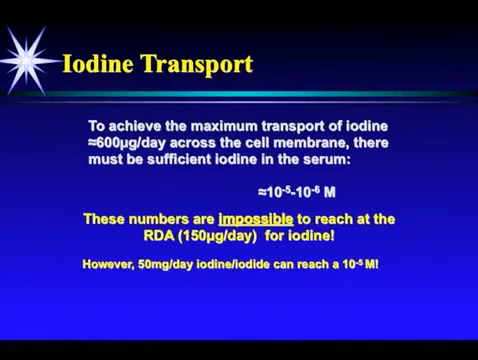 Iodine Transport
To achieve the maximum transport of iodine
≈600µg/day across the cell membrane, there
must be sufficient iodine in the serum:
≈10⁻⁵-10⁻⁶ M
These numbers are impossible to reach at the
RDA (150µg/day) for iodine!
However, 50mg/day iodine/iodide can reach a 10⁻⁵ M!